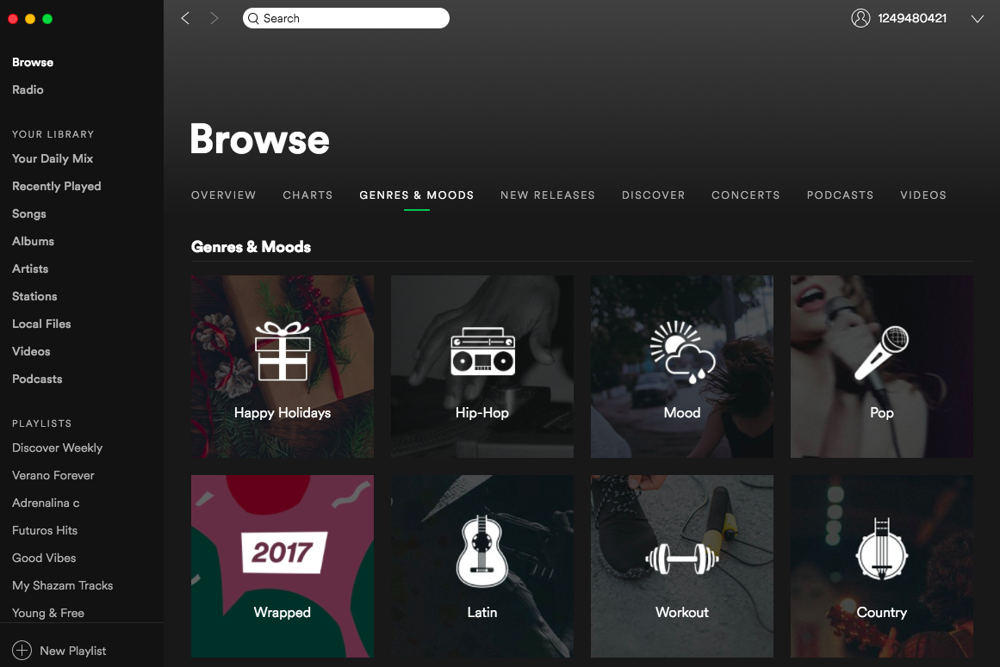 Search
1249480421
Browse
Radio
YOUR LIBRARY
Your Daily Mix
Recently Played
Songs
Albums
Artists
Stations
Local Files
Videos
Podcasts
PLAYLISTS
Discover Weekly
Verano Forever
Adrenalina c
Futuros Hits
Good Vibes
My Shazam Tracks
Young & Free
New Playlist
Browse
OVERVIEW CHARTS GENRES & MOODS NEW RELEASES DISCOVER CONCERTS PODCASTS VIDEOS
Genres & Moods
Happy Holidays
Hip-Hop
Mood
Pop
2017
Wrapped
Latin
Workout
Country